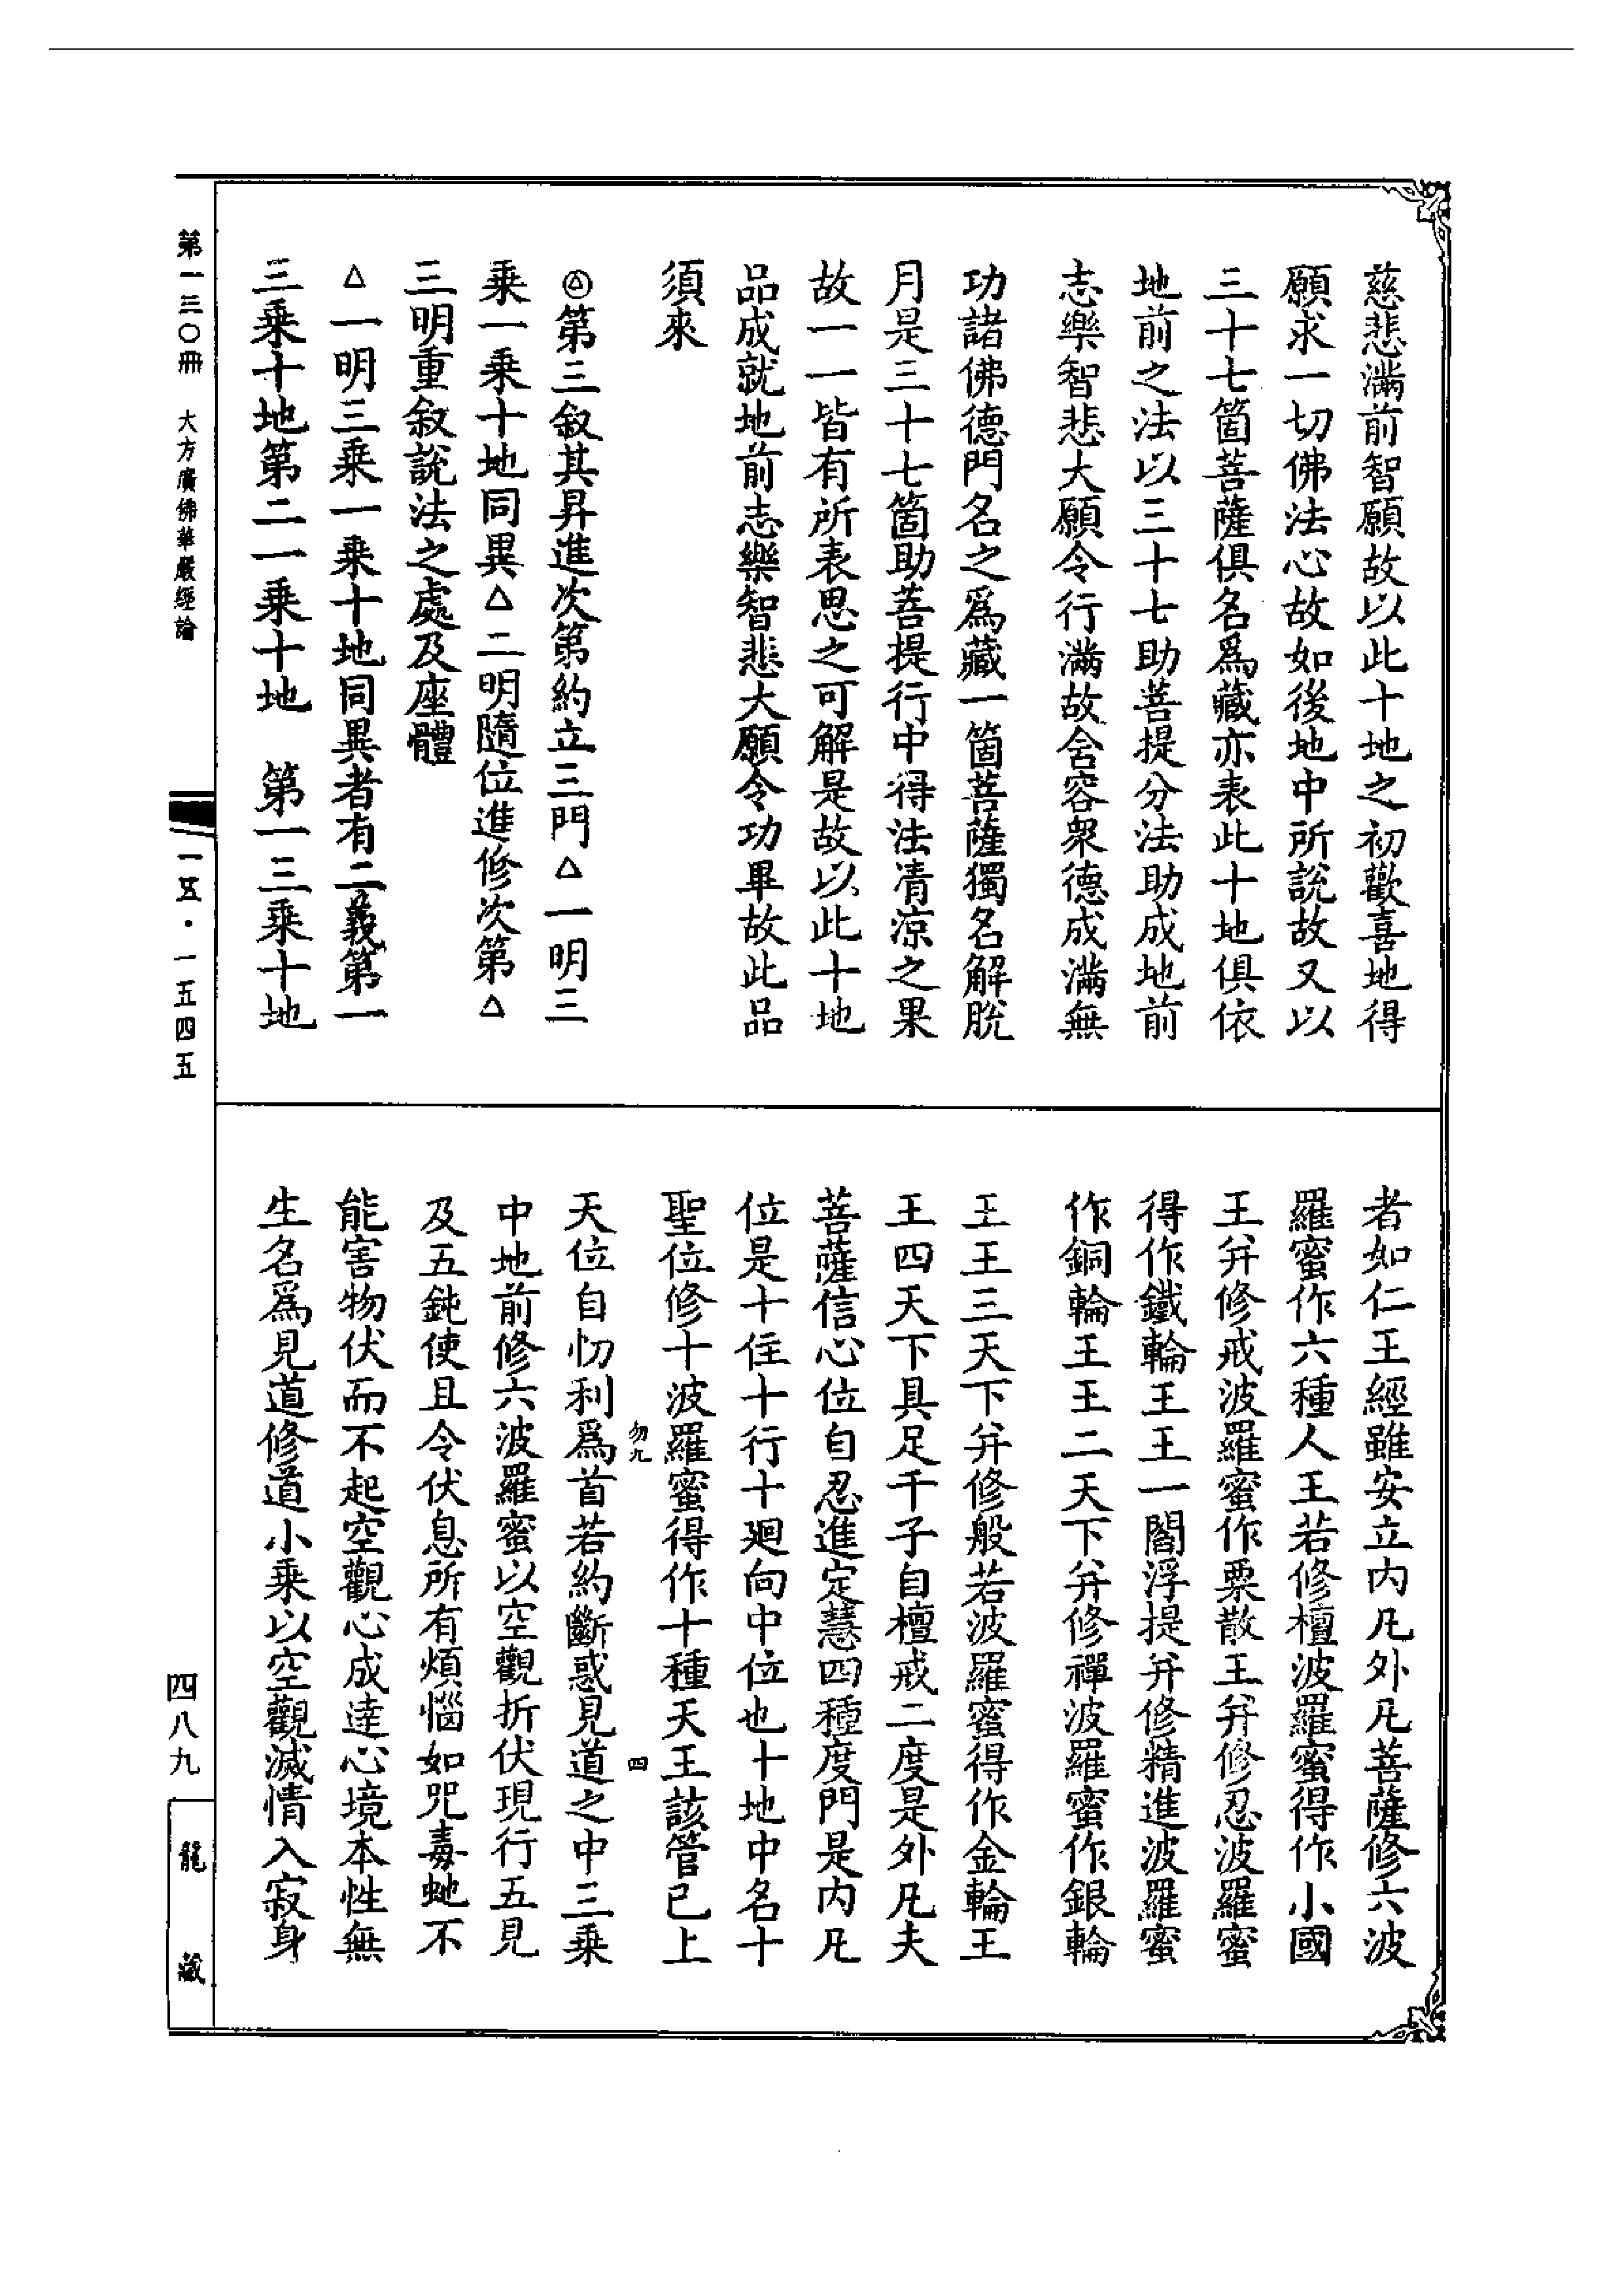 慈悲滿前智願故以此十地之初歡喜地得
願求一切佛法心故如後地中所說故又以
三十七箇菩薩俱名爲藏亦表此十地俱依
地前之法以三十七助菩提分法助成地前
志樂智悲大願令行滿故含容衆德成滿無
功諸佛德門名之爲藏一箇菩薩獨名解脫
月是三十七箇助菩提行中得法清涼之果
故一一皆有所表思之可解是故以此十地
品成就地前志樂智悲大願令功畢故此品
須來
㊁第三叙其昇進次第約立三門△一明三
乘一乘十地同異△二明隨位進修次第△
三明重叙說法之處及座體
△一明三乘一乘十地同異者有二義第一
三乘十地第二一乘十地　第一三乘十地
者如仁王經雖安立内凡外凡菩薩修六波
羅蜜作六種人王若修檀波羅蜜得作小國
王弁修戒波羅蜜作粟散王弁修忍波羅蜜
得作鐵輪王王一閻浮提弁修精進波羅蜜
作銅輪王王二天下弁修禪波羅蜜作銀輪
王王三天下弁修般若波羅蜜得作金輪王
王四天下具足千子自檀戒二度是外凡夫
菩薩信心位自忍進定慧四種度門是内凡
位是十住十行十廻向中位也十地中名十
聖位修十波羅蜜得作十種天王該管已上
勿九　四
天位自忉利爲首若約斷惑見道之中三乘
中地前修六波羅蜜以空觀折伏現行五見
及五鈍使且令伏息所有煩惱如咒毒虵不
能害物伏而不起空觀心成達心境本性無
生名爲見道修道小乘以空觀滅情入寂身
第一三〇冊　大方廣佛華嚴經論
一五·一五四五
四八九
龍藏